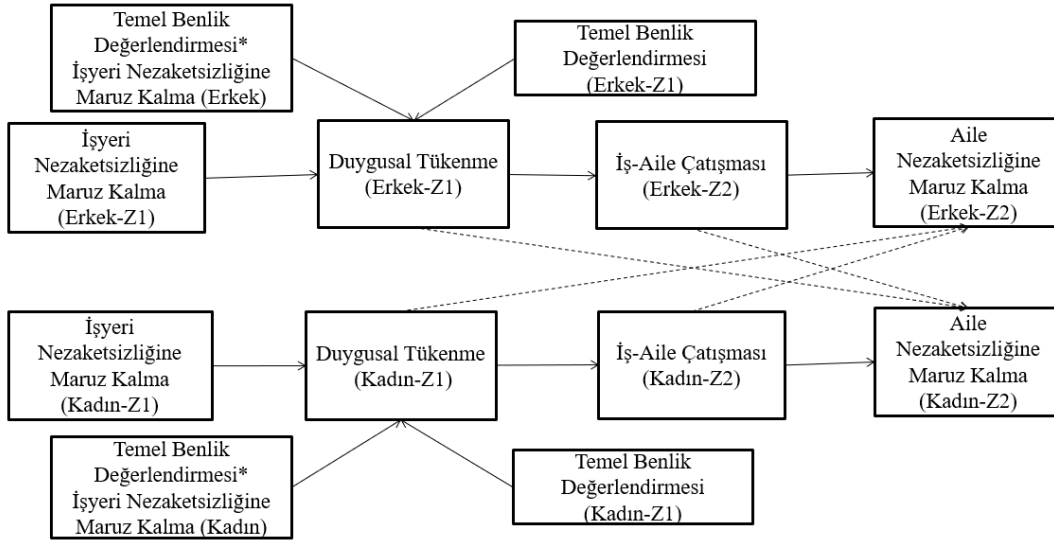 Temel Benlik
Değerlendirmesi*
İşyeri Nezaketsizliğine
Maruz Kalma (Erkek)
Temel Benlik
Değerlendirmesi
(Erkek-Z1)
İşyeri
Nezaketsizliğine
Maruz Kalma
(Erkek-Z1)
Duygusal Tükenme
(Erkek-Z1)
İş-Aile Çatışması
(Erkek-Z2)
Aile
Nezaketsizliğine
Maruz Kalma
(Erkek-Z2)
İşyeri
Nezaketsizliğine
Maruz Kalma
(Kadın-Z1)
Duygusal Tükenme
(Kadın-Z1)
İş-Aile Çatışması
(Kadın-Z2)
Aile
Nezaketsizliğine
Maruz Kalma
(Kadın-Z2)
Temel Benlik
Değerlendirmesi*
İşyeri Nezaketsizliğine
Maruz Kalma (Kadın)
Temel Benlik
Değerlendirmesi
(Kadın-Z1)